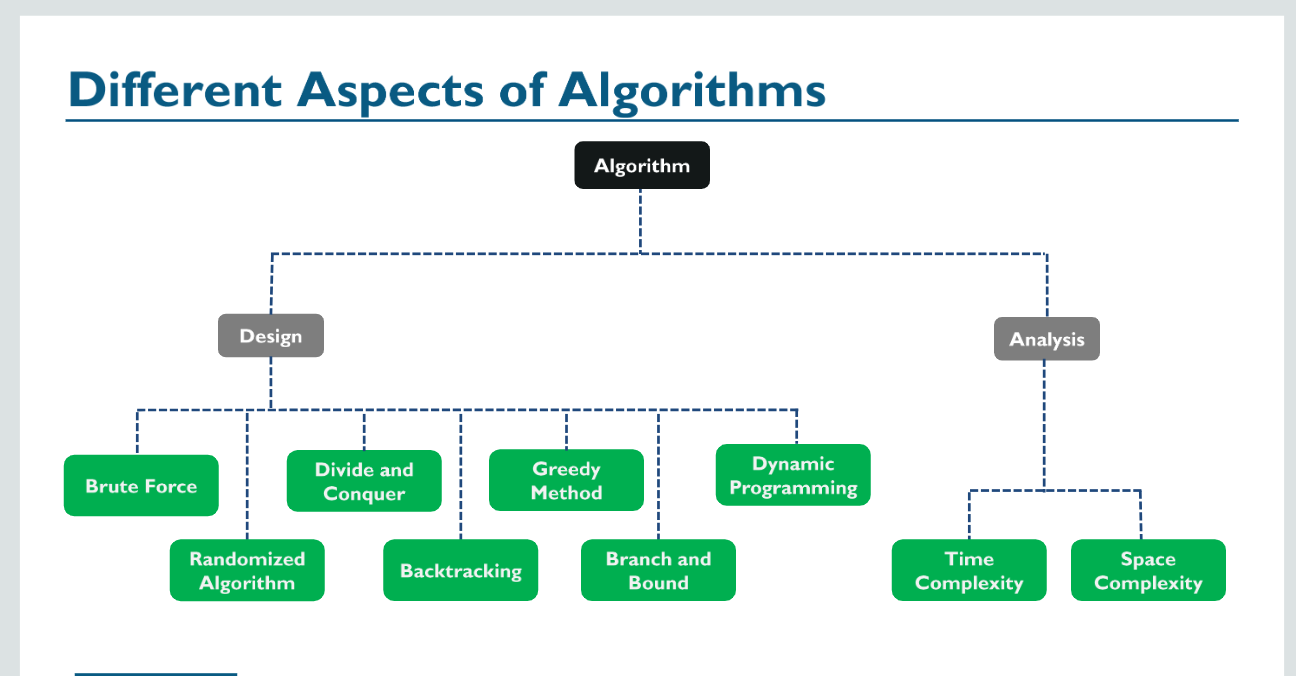 Different Aspects of Algorithms
Algorithm
Design
Analysis
Brute Force
Divide and
Conquer
Greedy
Method
Dynamic
Programming
Randomized
Algorithm
Backtracking
Branch and
Bound
Time
Complexity
Space
Complexity